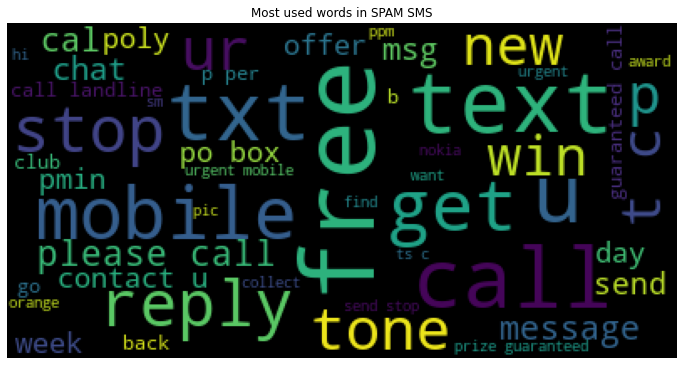 Most used words in SPAM SMS
hi
cal
poly
ur
offer
ppm
msg
new
urgent
guaranteed call
award
chat
p per
call landline
sm
txt
free
b
text
p
stop
po box
nokia
win
t c
club
pmin
urgent mobile
want
mobile
pic
find
get
u
please call
ts c
day
go
contact u
collect
call
send
orange
reply
send stop
tone
message
week
back
prize guaranteed